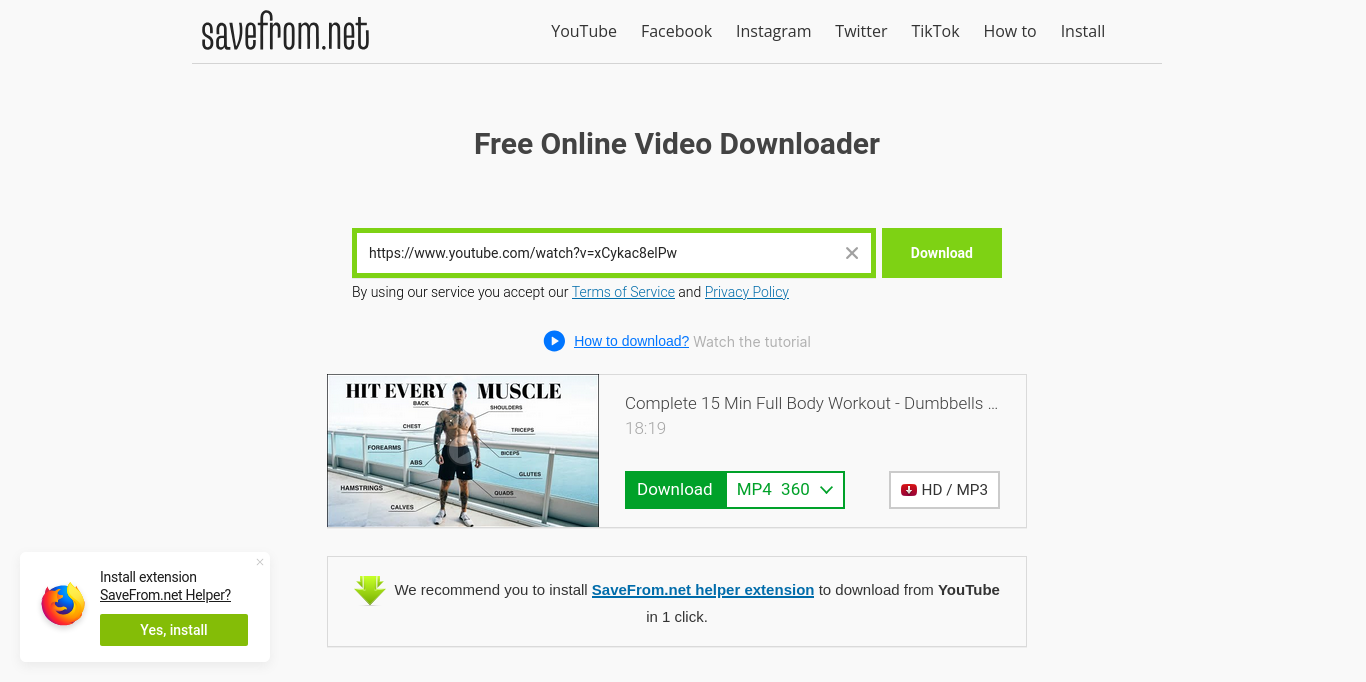 savefrom.net
YouTube Facebook Instagram Twitter TikTok How to Install
Free Online Video Downloader
https://www.youtube.com/watch?v=xCykac8elPw
Download
By using our service you accept our Terms of Service and Privacy Policy
How to download? Watch the tutorial
HIT EVERY MUSCLE
BACK
SHOULDERS
CHEST
TRICEPS
FOREARMS
BICEPS
ABS
GLUTES
HAMSTRINGS
QUADS
CALVES
Complete 15 Min Full Body Workout - Dumbbells ...
18:19
Download MP4 360
HD / MP3
We recommend you to install SaveFrom.net helper extension to download from YouTube
in 1 click.
Install extension
SaveFrom.net Helper?
Yes, install